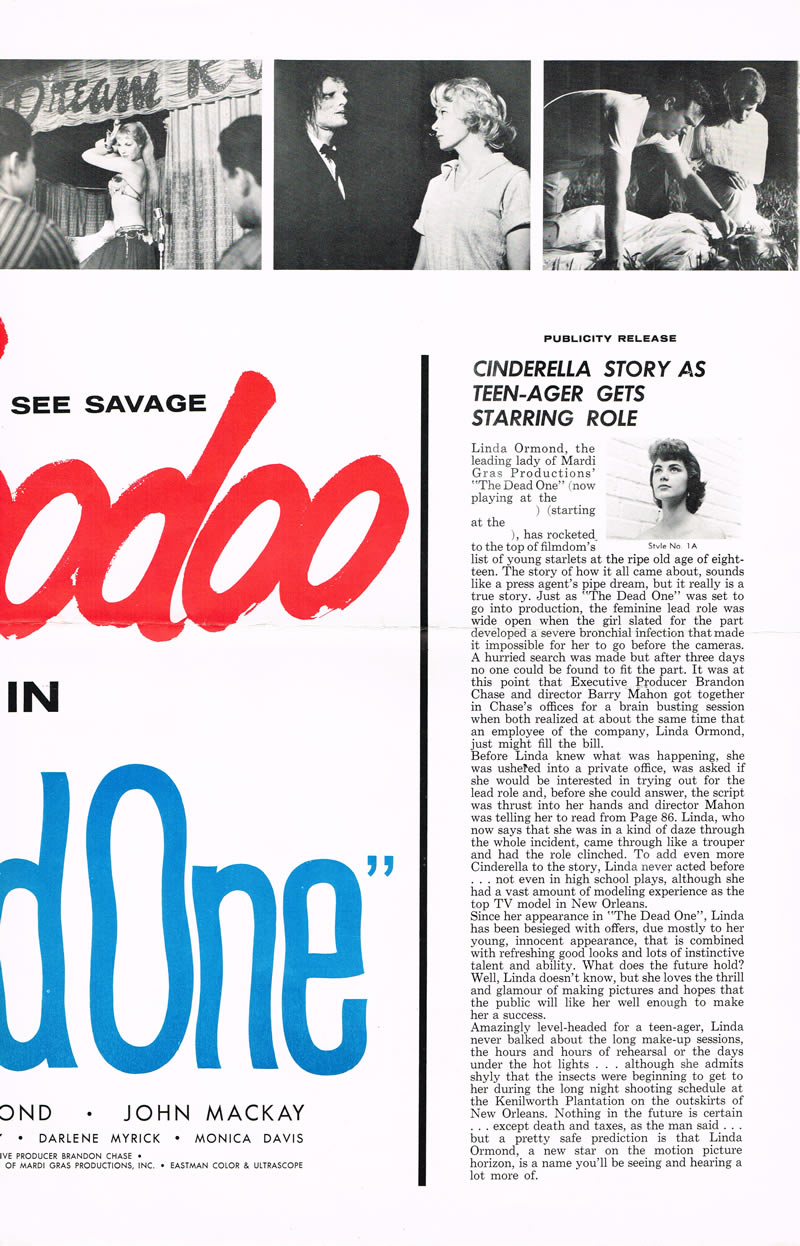 Dream R
SEE SAVAGE
oodoo
IN
d One”
OND • JOHN MACKAY
• DARLENE MYRICK • MONICA DAVIS
IVE PRODUCER BRANDON CHASE •
OF MARDI GRAS PRODUCTIONS, INC. • EASTMAN COLOR & ULTRASCOPE
PUBLICITY RELEASE
CINDERELLA STORY AS
TEEN-AGER GETS
STARRING ROLE
Linda Ormond, the
leading lady of Mardi
Gras Productions'
"The Dead One" (now
playing at the
) (starting
at the
), has rocketed
to the top of filmdom's
Style No. 1A
list of young starlets at the ripe old age of eight-
teen. The story of how it all came about, sounds
like a press agent's pipe dream, but it really is a
true story. Just as "The Dead One" was set to
go into production, the feminine lead role was
wide open when the girl slated for the part
developed a severe bronchial infection that made
it impossible for her to go before the cameras.
A hurried search was made but after three days
no one could be found to fit the part. It was at
this point that Executive Producer Brandon
Chase and director Barry Mahon got together
in Chase's offices for a brain busting session
when both realized at about the same time that
an employee of the company, Linda Ormond,
just might fill the bill.
Before Linda knew what was happening, she
was ushered into a private office, was asked if
she would be interested in trying out for the
lead role and, before she could answer, the script
was thrust into her hands and director Mahon
was telling her to read from Page 86. Linda, who
now says that she was in a kind of daze through
the whole incident, came through like a trouper
and had the role clinched. To add even more
Cinderella to the story, Linda never acted before
. . . not even in high school plays, although she
had a vast amount of modeling experience as the
top TV model in New Orleans.
Since her appearance in "The Dead One", Linda
has been besieged with offers, due mostly to her
young, innocent appearance, that is combined
with refreshing good looks and lots of instinctive
talent and ability. What does the future hold?
Well, Linda doesn't know, but she loves the thrill
and glamour of making pictures and hopes that
the public will like her well enough to make
her a success.
Amazingly level-headed for a teen-ager, Linda
never balked about the long make-up sessions,
the hours and hours of rehearsal or the days
under the hot lights . . . although she admits
shyly that the insects were beginning to get to
her during the long night shooting schedule at
the Kenilworth Plantation on the outskirts of
New Orleans. Nothing in the future is certain
. . . except death and taxes, as the man said . . .
but a pretty safe prediction is that Linda
Ormond, a new star on the motion picture
horizon, is a name you'll be seeing and hearing a
lot more of.